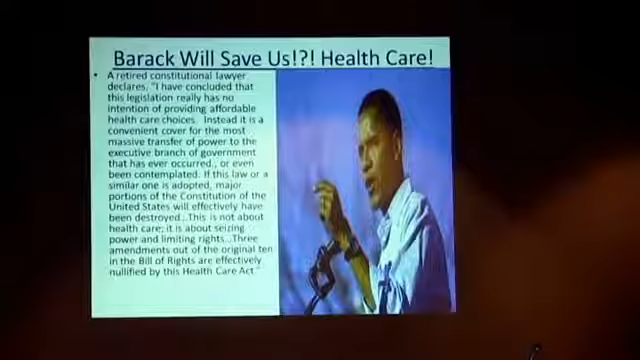 Barack Will Save Us!?! Health Care!
• A retired constitutional lawyer
declares, "I have concluded that
this legislation really has no
intention of providing affordable
health care choices.  Instead it is a
convenient cover for the most
massive transfer of power to the
executive branch of government
that has ever occurred, or even
been contemplated. If this law or a
similar one is adopted, major
portions of the Constitution of the
United States will effectively have
been destroyed...This is not about
health care; it is about seizing
power and limiting rights...Three
amendments out of the original ten
in the Bill of Rights are effectively
nullified by this Health Care Act"